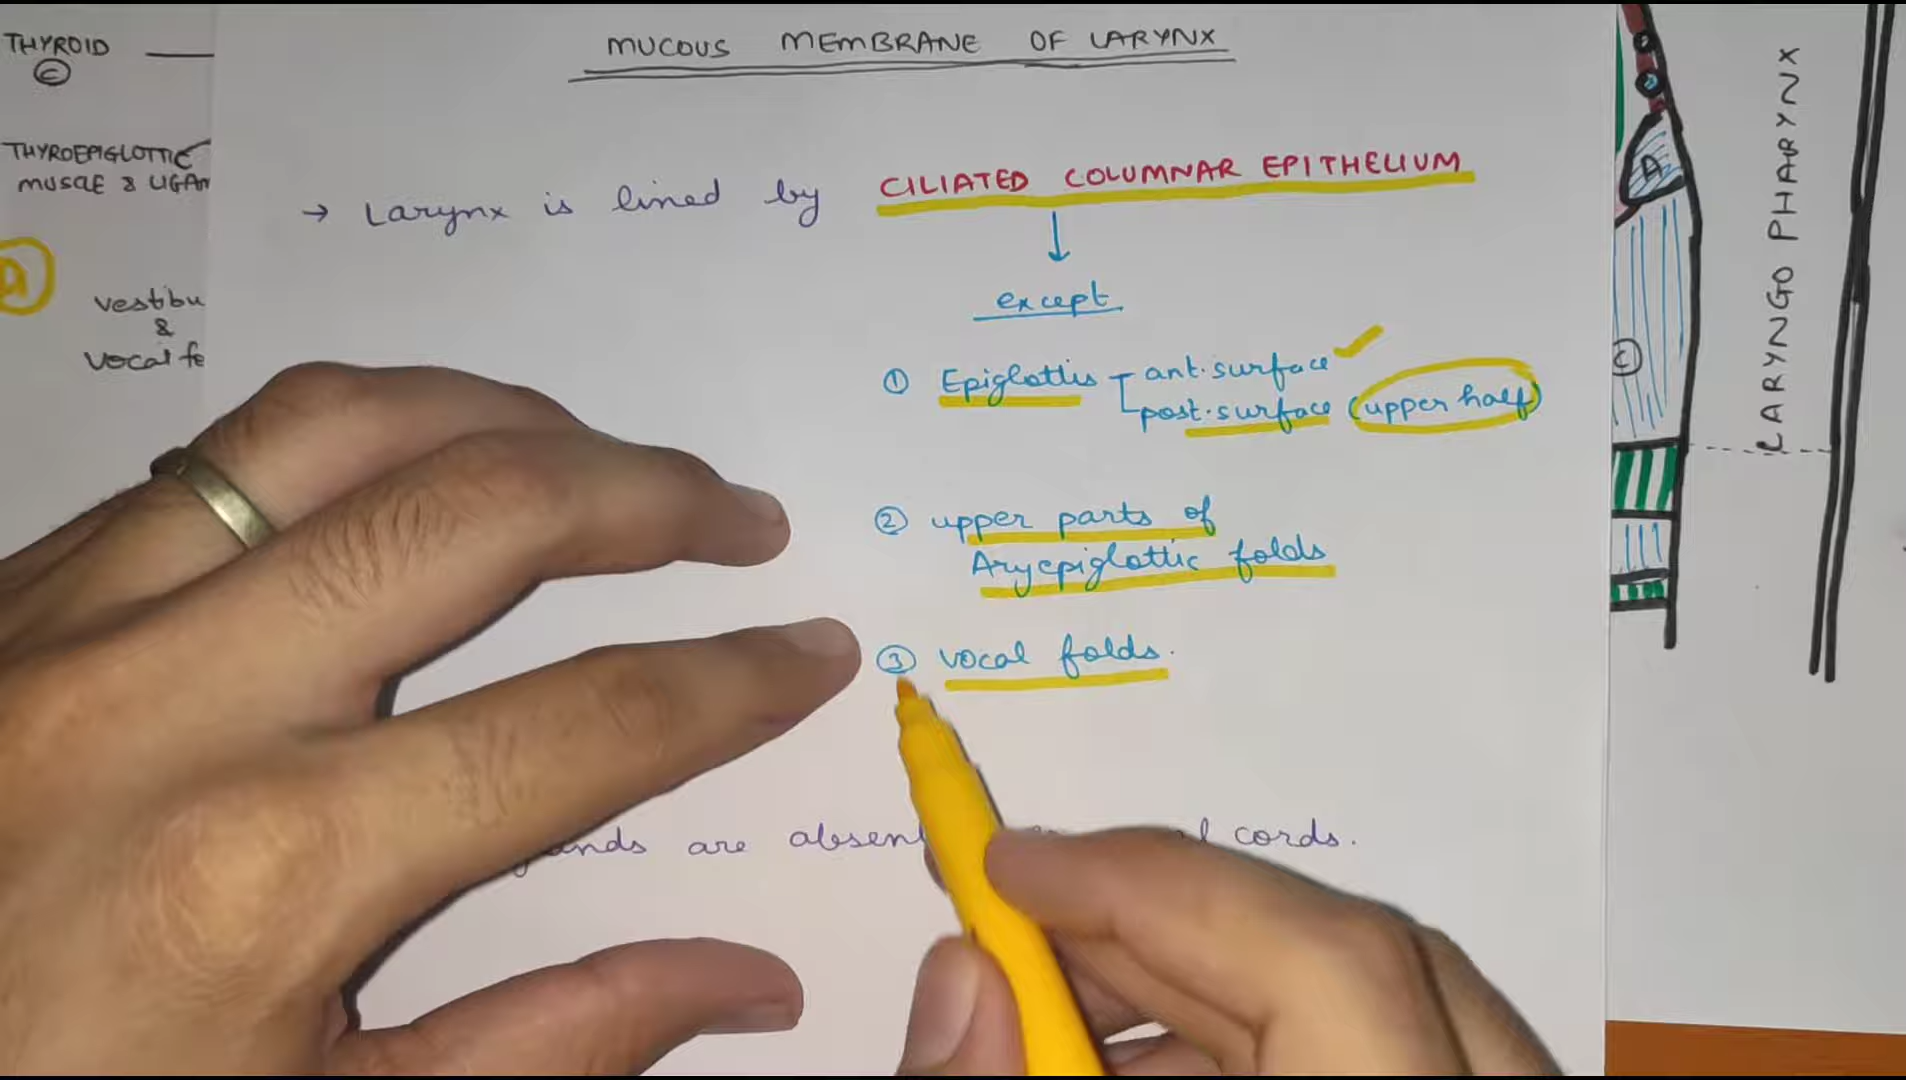 MUCOUS MEMBRANE OF LARYNX
THYROID
C
THYROEPIGLOTTIC
MUSCLE & LIGAM
vestibu
&
vocal fo
→ Larynx is lined by CILIATED COLUMNAR EPITHELIUM
↓
except
① Epiglottis - ant. surface ✓
post. surface (upper half)
② upper parts of
Aryepiglottic folds
③ vocal folds.
are absent
cords.
A
C
LARYNGO PHARYNX